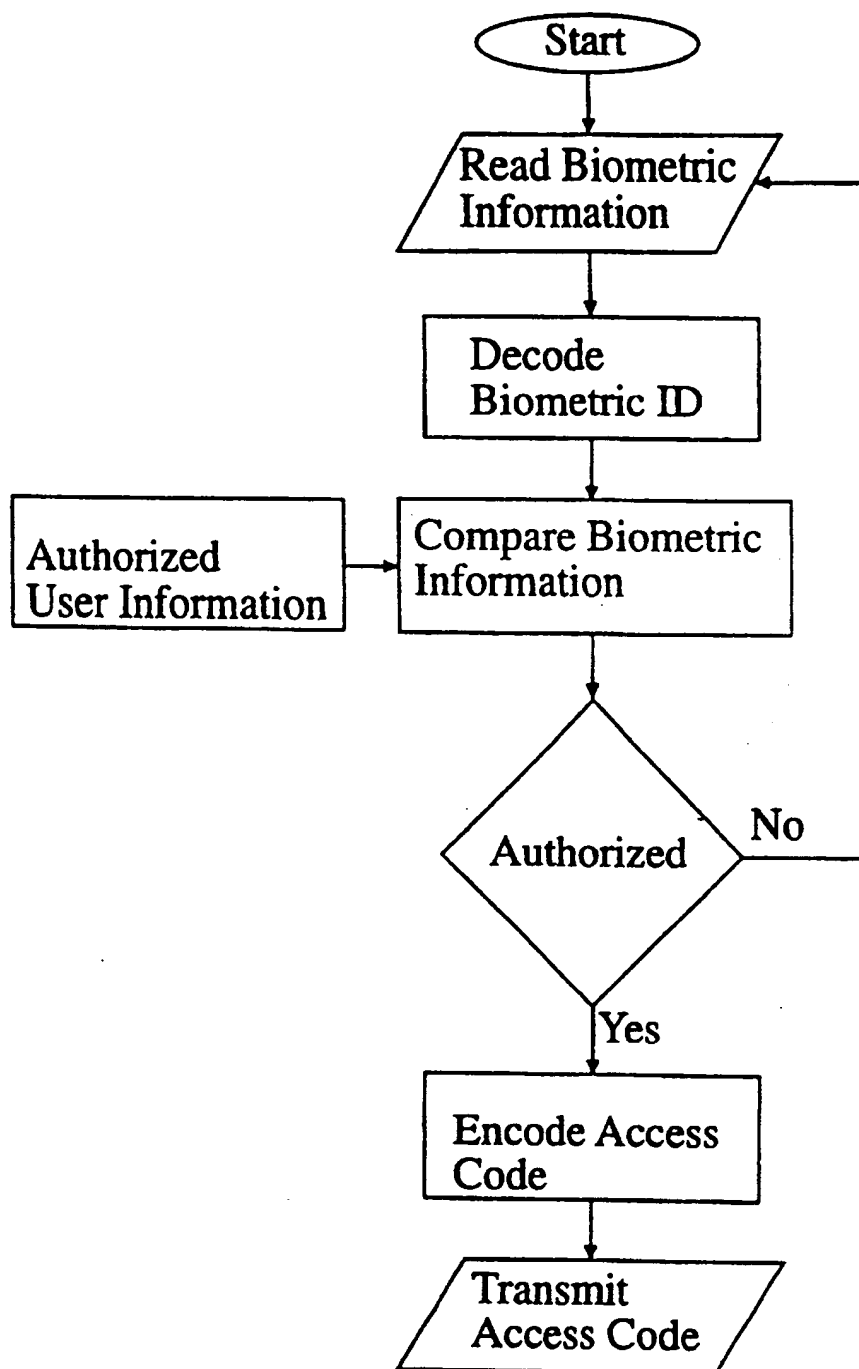 Start
Read Biometric
Information
Decode
Biometric ID
Authorized
User Information
Compare Biometric
Information
Authorized
No
Yes
Encode Access
Code
Transmit
Access Code